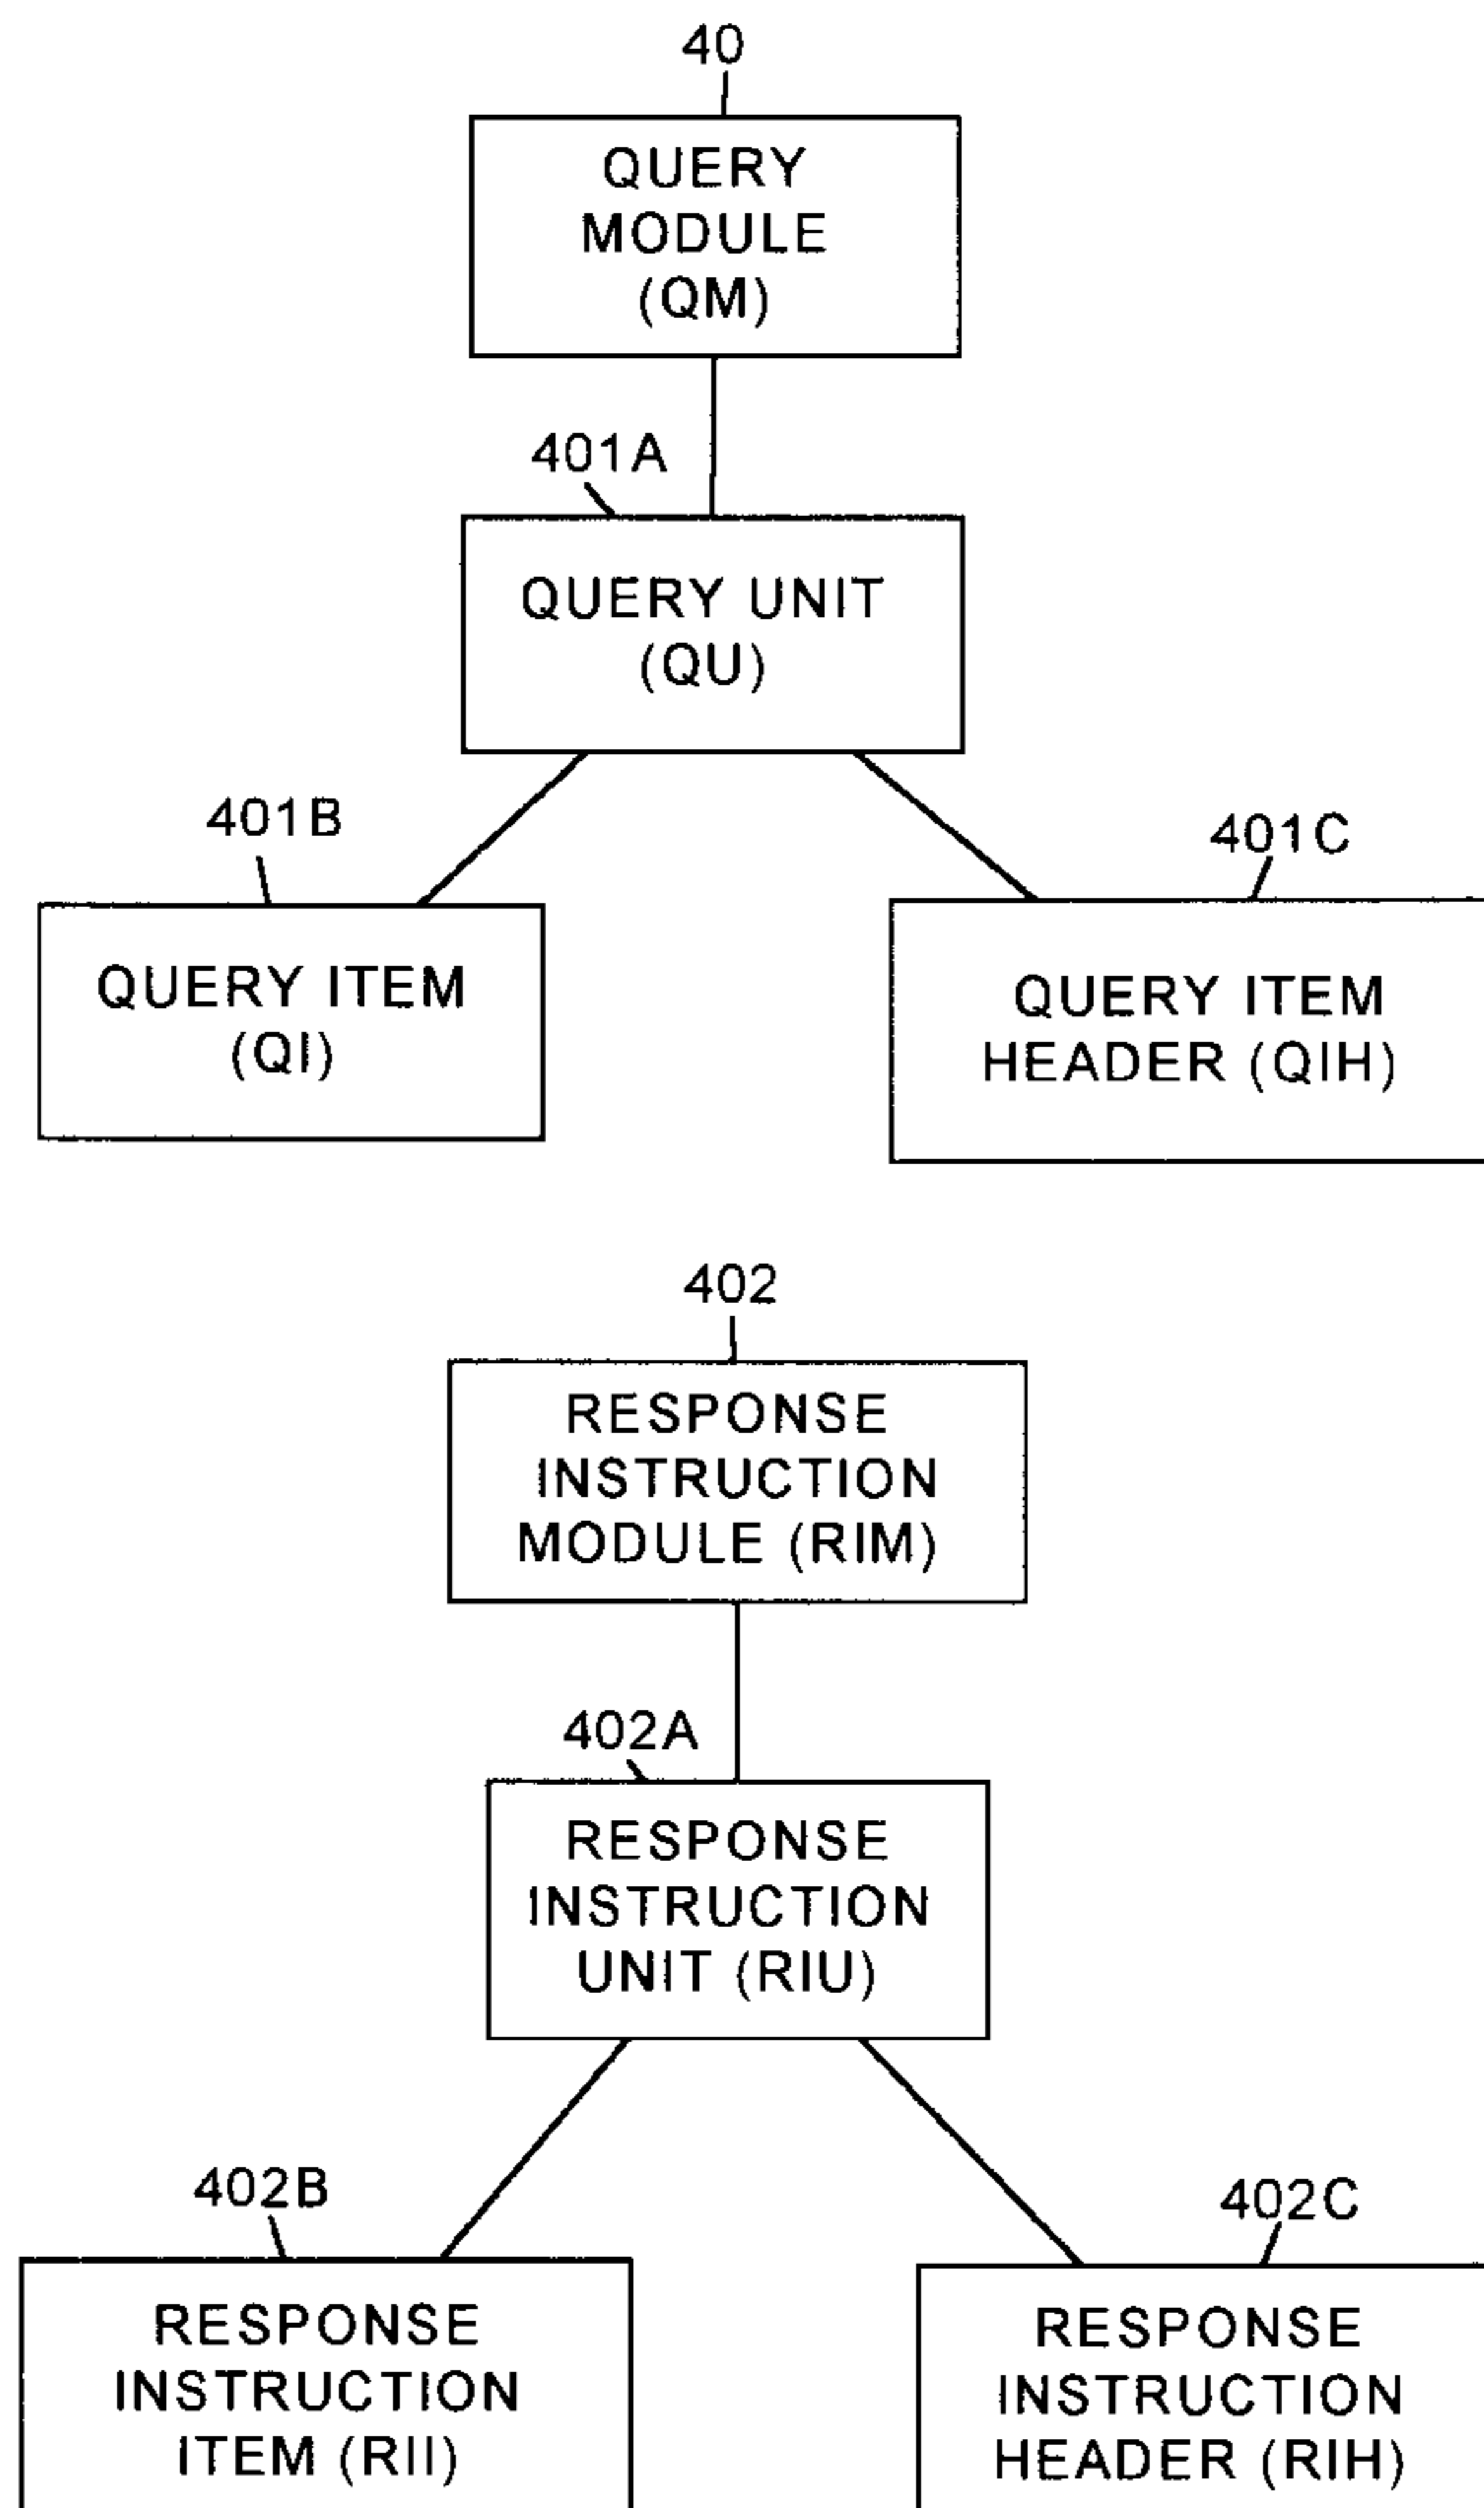 40
QUERY
MODULE
(QM)
401A
QUERY UNIT
(QU)
401B
401C
QUERY ITEM
(QI)
QUERY ITEM
HEADER (QIH)
402
RESPONSE
INSTRUCTION
MODULE (RIM)
402A
RESPONSE
INSTRUCTION
UNIT (RIU)
402B
402C
RESPONSE
INSTRUCTION
ITEM (RII)
RESPONSE
INSTRUCTION
HEADER (RIH)